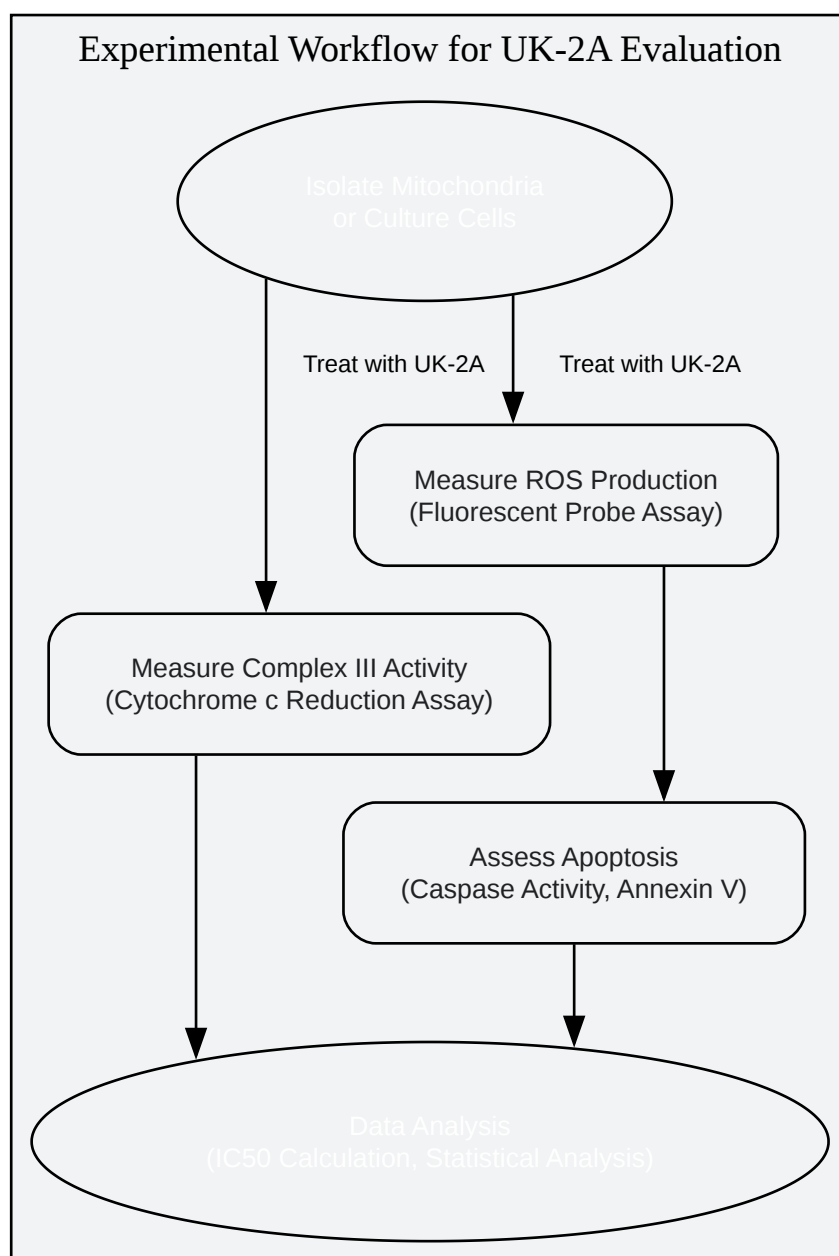 Experimental Workflow for UK-2A Evaluation
Isolate Mitochondria
or Culture Cells
Treat with UK-2A
Treat with UK-2A
Measure ROS Production
(Fluorescent Probe Assay)
Measure Complex III Activity
(Cytochrome c Reduction Assay)
Assess Apoptosis
(Caspase Activity, Annexin V)
Data Analysis
(IC50 Calculation, Statistical Analysis)